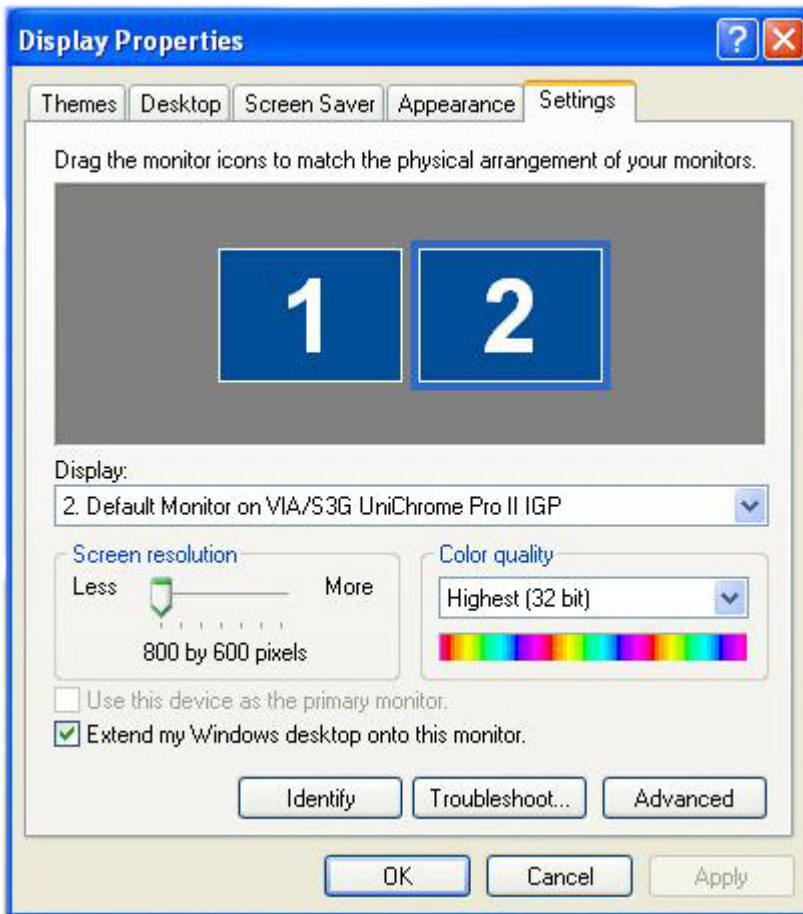 Display Properties
Themes Desktop Screen Saver Appearance Settings
Drag the monitor icons to match the physical arrangement of your monitors.
1 2
Display:
2. Default Monitor on VIA/S3G UniChrome Pro II IGP
Screen resolution
Less More
800 by 600 pixels
Color quality
Highest (32 bit)
Use this device as the primary monitor.
Extend my Windows desktop onto this monitor.
Identify Troubleshoot... Advanced
OK Cancel Apply